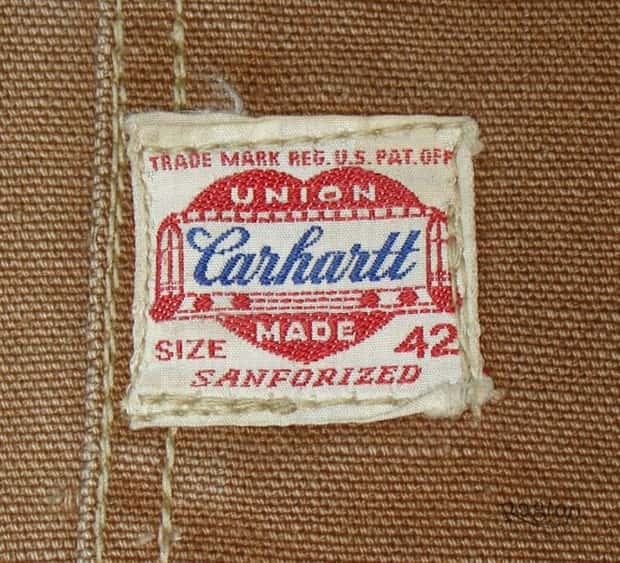 TRADE MARK REG. U.S. PAT. OFF
UNION
Carhartt
MADE
SIZE 42
SANFORIZED